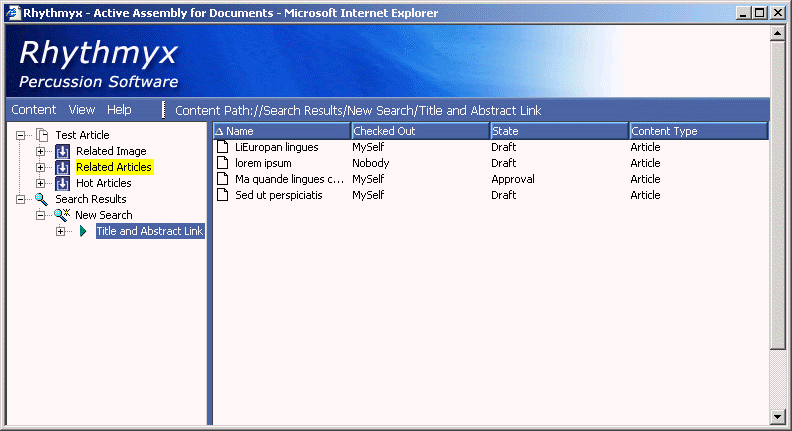 Rhythmyx - Active Assembly for Documents - Microsoft Internet Explorer
Rhythmyx
Percussion Software
Content View Help Content Path://Search Results/New Search/Title and Abstract Link
Test Article
Related Image
Related Articles
Hot Articles
Search Results
New Search
Title and Abstract Link
Δ Name Checked Out State Content Type
LiEuropan lingues MySelf Draft Article
lorem ipsum Nobody Draft Article
Ma quande lingues c... MySelf Approval Article
Sed ut perspiciatis MySelf Draft Article